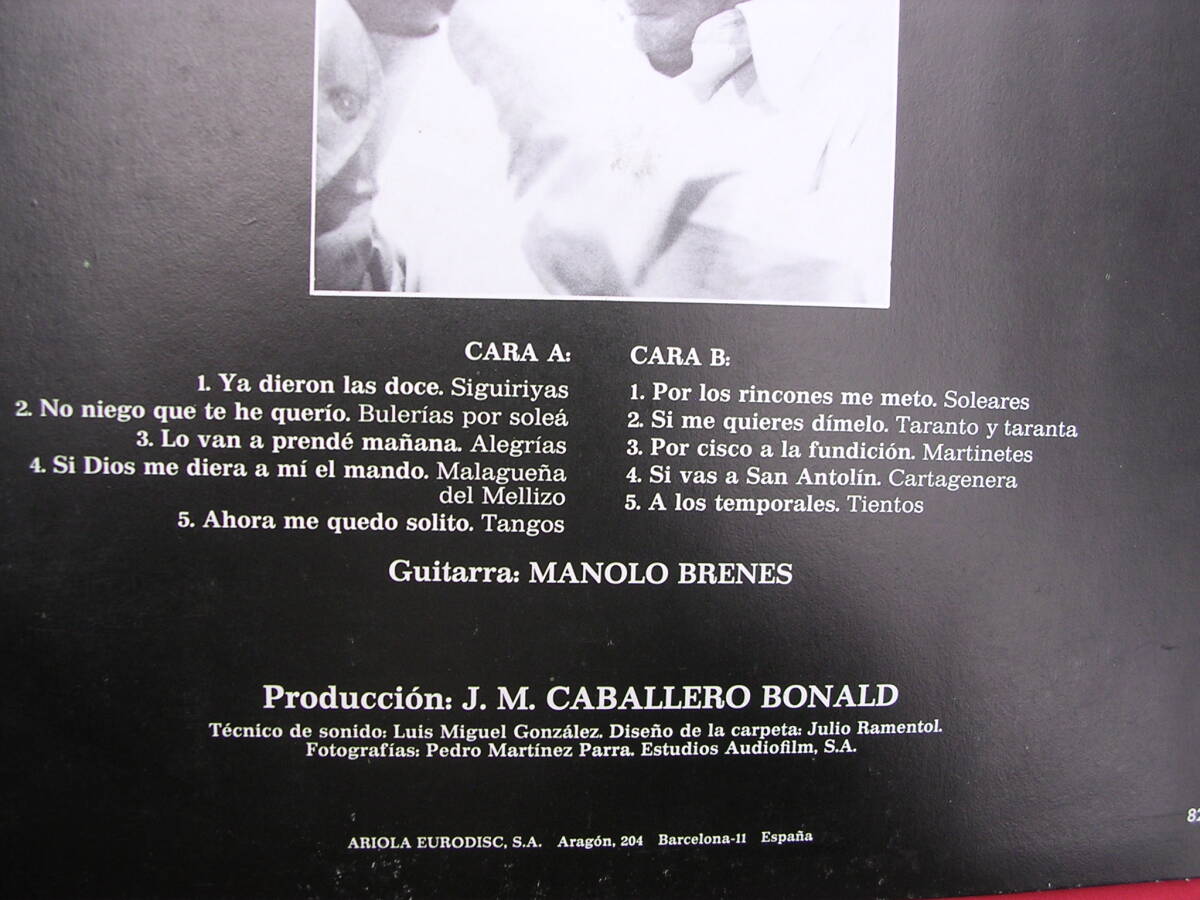 CARA A:
1. Ya dieron las doce. Siguiriyas
2. No niego que te he querío. Bulerías por soleá
3. Lo van a prendé mañana. Alegrías
4. Si Dios me diera a mí el mando. Malagueña
del Mellizo
5. Ahora me quedo solito. Tangos
CARA B:
1. Por los rincones me meto. Soleares
2. Si me quieres dímelo. Taranto y taranta
3. Por cisco a la fundición. Martinetes
4. Si vas a San Antolín. Cartagenera
5. A los temporales. Tientos
Guitarra: MANOLO BRENES
Producción: J. M. CABALLERO BONALD
Técnico de sonido: Luis Miguel González. Diseño de la carpeta: Julio Ramentol.
Fotografías: Pedro Martínez Parra. Estudios Audiofilm, S.A.
82
ARIOLA EURODISC, S.A. Aragón, 204 Barcelona-11 España